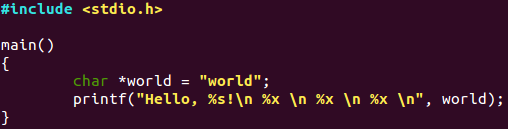 #include <stdio.h>
main()
{
        char *world = "world";
        printf("Hello, %s!\n %x \n %x \n %x \n", world);
}